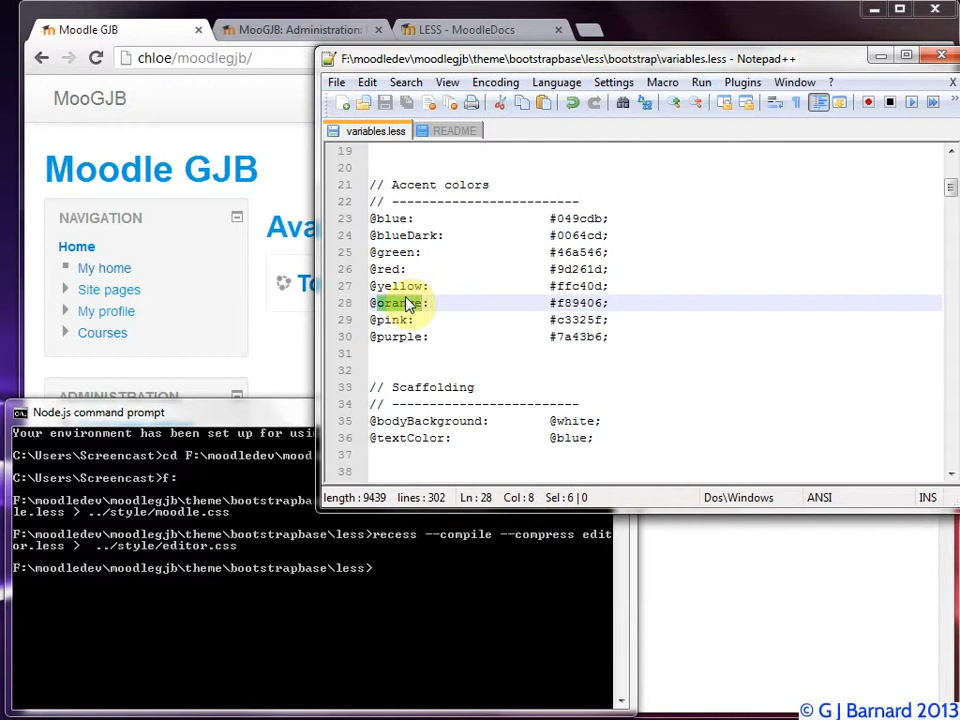 Moodle GJB
MooGJB: Administration:
LESS - MoodleDocs
chloe/moodlegjb/
MooGJB
Moodle GJB
NAVIGATION
Home
My home
Site pages
My profile
Courses
Ava
To
F:\moodledev\moodlegjb\theme\bootstrapbase\less\bootstrap\variables.less - Notepad++
File Edit Search View Encoding Language Settings Macro Run Plugins Window ? X
variables.less
README
19
20
21 // Accent colors
22 // -------------------------
23 @blue: #049cdb;
24 @blueDark: #0064cd;
25 @green: #46a546;
26 @red: #9d261d;
27 @yellow: #ffc40d;
28 @orange: #f89406;
29 @pink: #c3325f;
30 @purple: #7a43b6;
31
32
33 // Scaffolding
34 // -------------------------
35 @bodyBackground: @white;
36 @textColor: @blue;
37
38
length : 9439 lines : 302 Ln : 28 Col : 8 Sel : 6 | 0 Dos\Windows ANSI INS
Node.js command prompt
Your environment has been set up for usi
C:\Users\Screencast>cd F:\moodledev\mood
C:\Users\Screencast>f:
F:\moodledev\moodlegjb\theme\bootstrapba
le.less > ../style/moodle.css
F:\moodledev\moodlegjb\theme\bootstrapbase\less>recess --compile --compress edit
or.less > ../style/editor.css
F:\moodledev\moodlegjb\theme\bootstrapbase\less>
© G J Barnard 2013